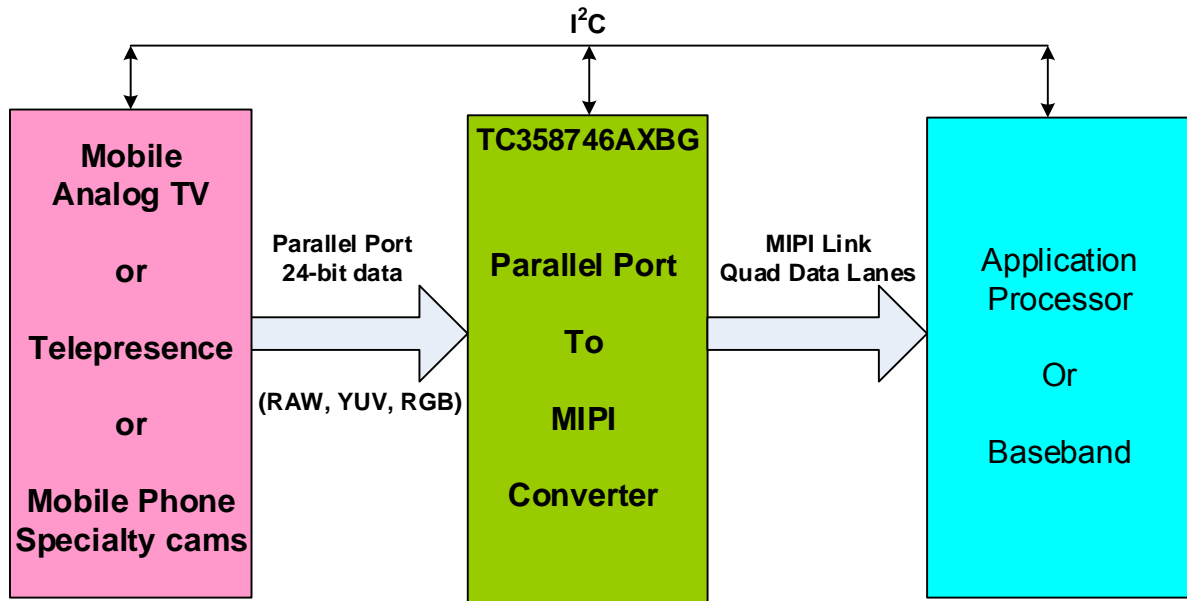 I²C
Mobile
Analog TV
or
Telepresence
or
Mobile Phone
Specialty cams
Parallel Port
24-bit data
(RAW, YUV, RGB)
TC358746AXBG
Parallel Port
To
MIPI
Converter
MIPI Link
Quad Data Lanes
Application
Processor
Or
Baseband